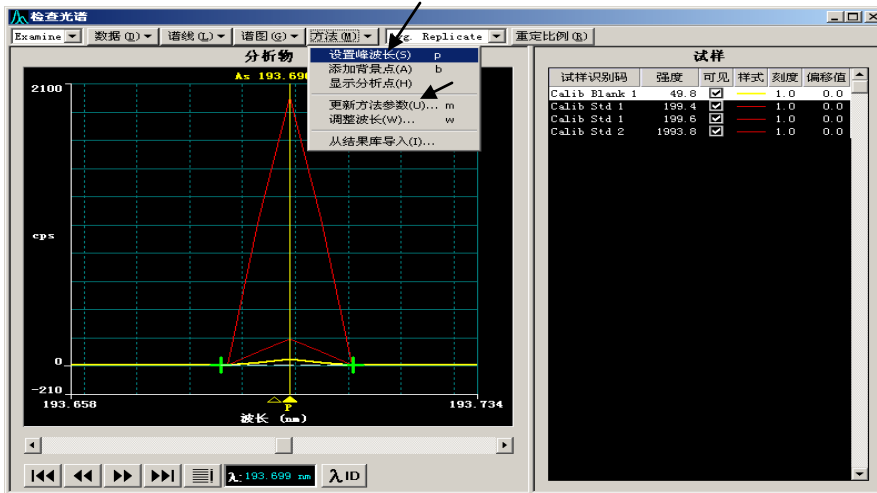 检查光谱
Examine 数据(D) 谱线(L) 谱图(G) 方法(M) Replicate 重定比例(R)
分析物
As 193.69
2100
cps
0
-210
193.658
193.734
P
波长 (nm)
设置峰波长(S) p
添加背景点(A) b
显示分析点(H)
更新方法参数(U)... m
调整波长(W)... w
从结果库导入(I)...
λ:193.699 nm
λID
试样
试样识别码 强度 可见 样式 刻度 偏移值
Calib Blank 1 49.8 1.0 0.0
Calib Std 1 199.4 1.0 0.0
Calib Std 1 199.6 1.0 0.0
Calib Std 2 1993.8 1.0 0.0